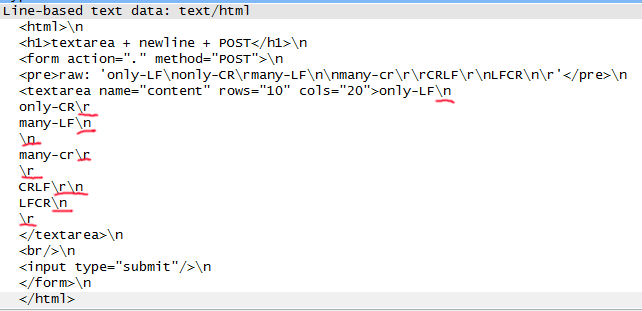 Line-based text data: text/html
<html>\n
<h1>textarea + newline + POST</h1>\n
<form action="." method="POST">\n
<pre>raw: 'only-LF\nonly-CR\rmany-LF\n\nmany-cr\r\rCRLF\r\nLFCR\n\r'</pre>\n
<textarea name="content" rows="10" cols="20">only-LF\n
only-CR\r
many-LF\n
\n
many-cr\r
\r
CRLF\r\n
LFCR\n
\r
</textarea>\n
<br/>\n
<input type="submit"/>\n
</form>\n
</html>